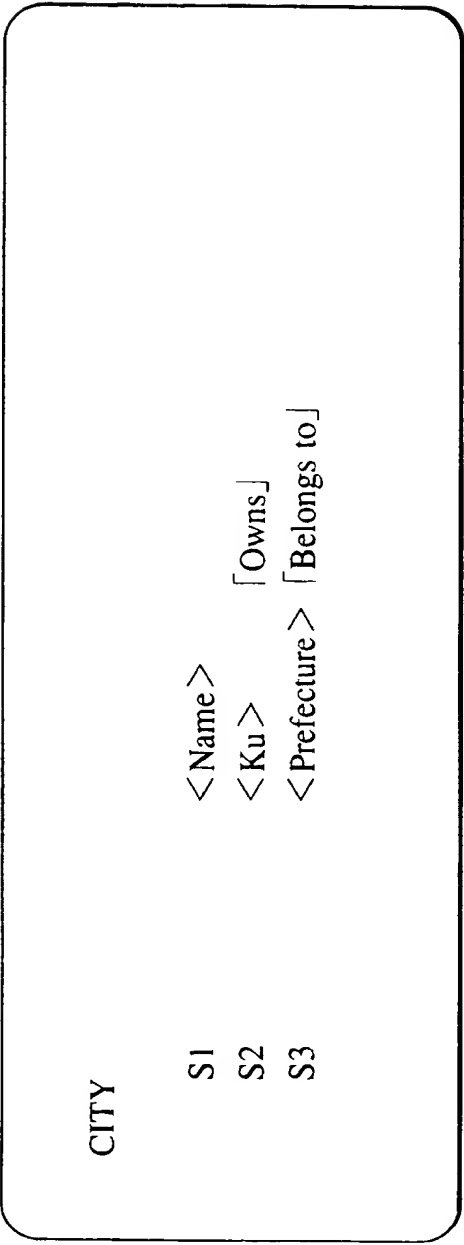 CITY
S1 <Name>
S2 <Ku> ｢Owns｣
S3 <Prefecture> ｢Belongs to｣